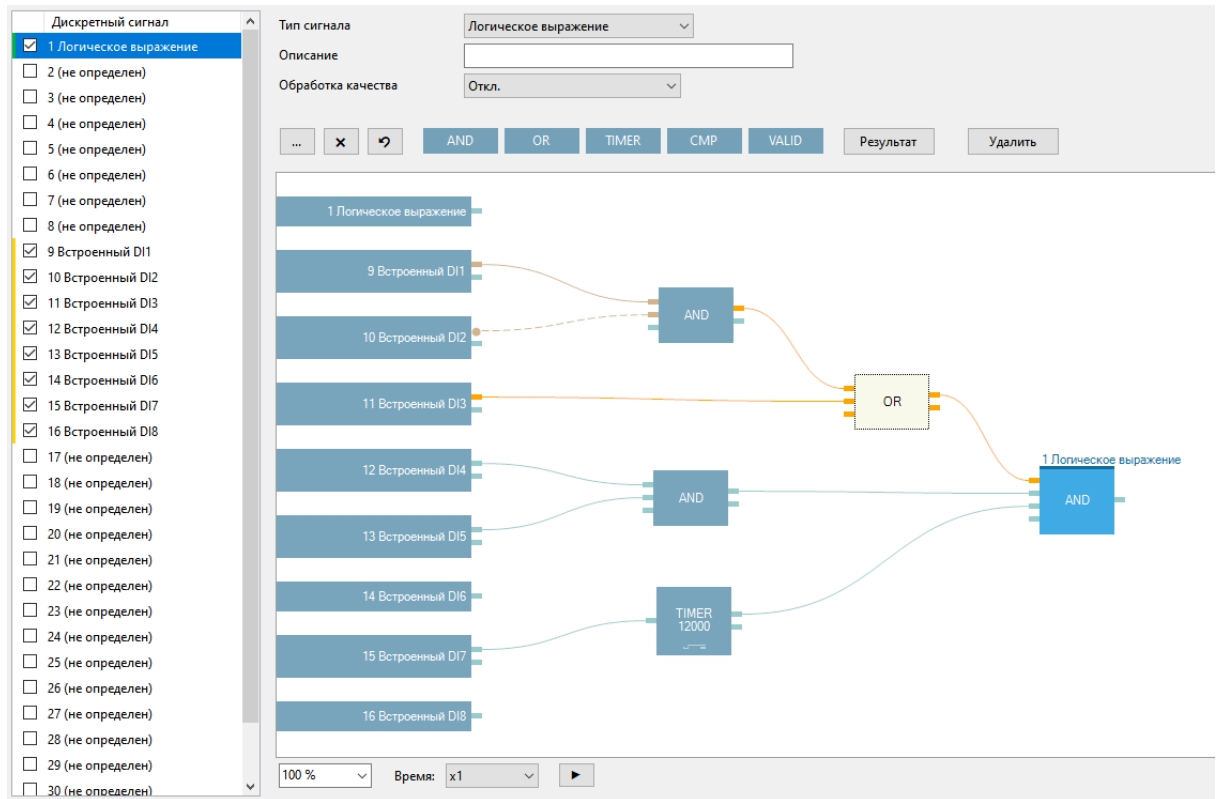 Дискретный сигнал
1 Логическое выражение
2 (не определен)
3 (не определен)
4 (не определен)
5 (не определен)
6 (не определен)
7 (не определен)
8 (не определен)
9 Встроенный DI1
10 Встроенный DI2
11 Встроенный DI3
12 Встроенный DI4
13 Встроенный DI5
14 Встроенный DI6
15 Встроенный DI7
16 Встроенный DI8
17 (не определен)
18 (не определен)
19 (не определен)
20 (не определен)
21 (не определен)
22 (не определен)
23 (не определен)
24 (не определен)
25 (не определен)
26 (не определен)
27 (не определен)
28 (не определен)
29 (не определен)
30 (не определен)
Тип сигнала Логическое выражение
Описание
Обработка качества Откл.
... AND OR TIMER CMP VALID Результат Удалить
1 Логическое выражение
9 Встроенный DI1
AND
10 Встроенный DI2
11 Встроенный DI3
OR
12 Встроенный DI4
1 Логическое выражение
AND
AND
13 Встроенный DI5
14 Встроенный DI6
TIMER
12000
15 Встроенный DI7
16 Встроенный DI8
100 % Время: x1